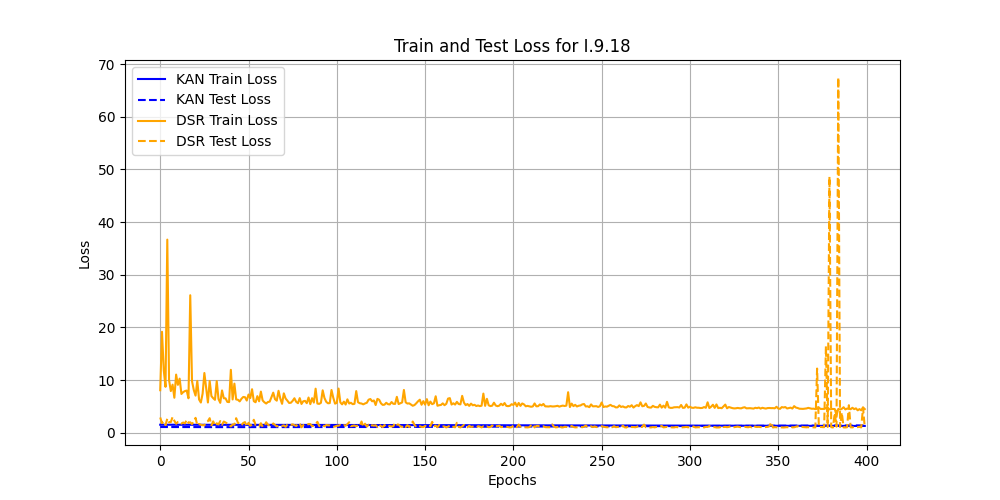 Train and Test Loss for I.9.18
70
60
50
40
30
20
10
0
Loss
KAN Train Loss
KAN Test Loss
DSR Train Loss
DSR Test Loss
0 50 100 150 200 250 300 350 400
Epochs